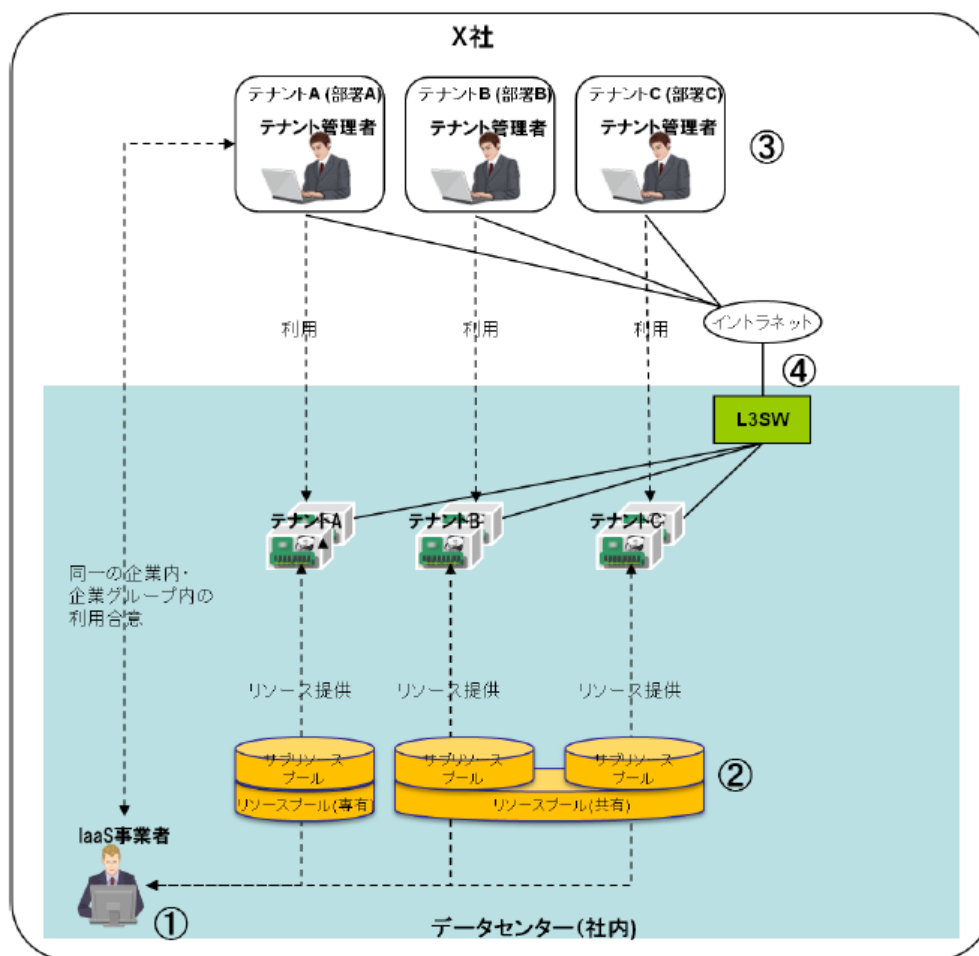 X社
テナントA (部署A)
テナント管理者
テナントB (部署B)
テナント管理者
テナントC (部署C)
テナント管理者
③
利用
利用
利用
イントラネット
④
L3SW
テナントA
テナントB
テナントC
同一の企業内・
企業グループ内の
利用合意
リソース提供
リソース提供
リソース提供
サブリソース
プール
リソースプール(専有)
サブリソース
プール
サブリソース
プール
リソースプール(共有)
②
IaaS事業者
①
データセンター(社内)